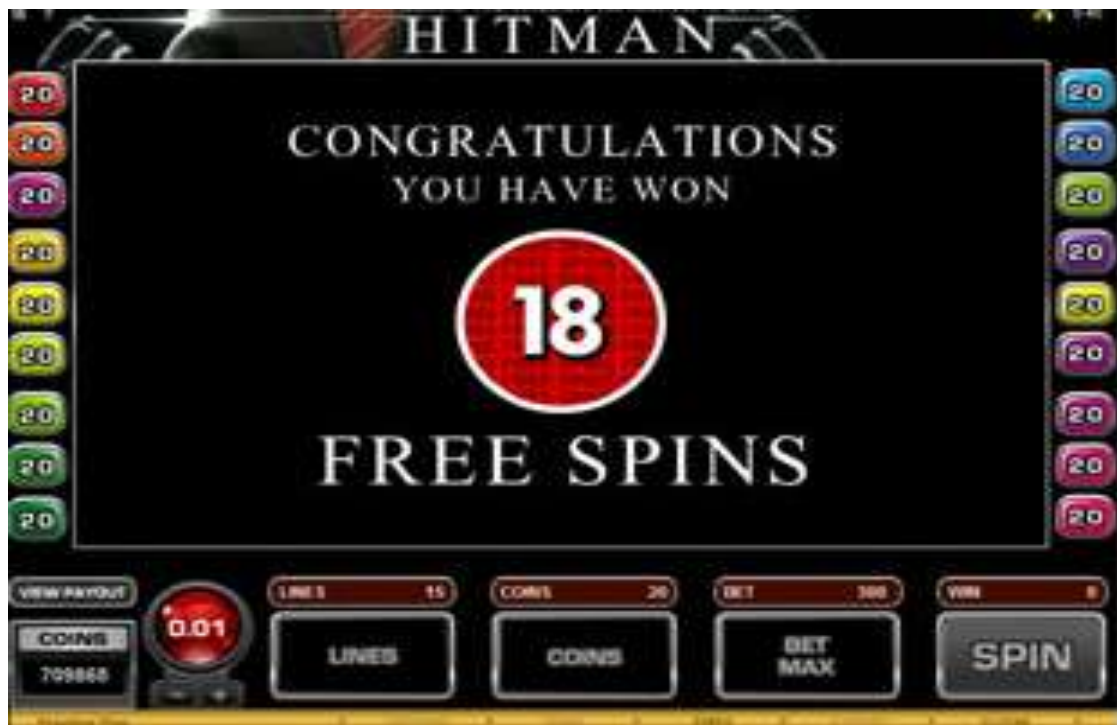 HITMAN
20 20
CONGRATULATIONS
20 20
YOU HAVE WON
20 20
20 20
18
20 20
20 20
20 20
FREE SPINS
20 20
20 20
VIEW PAYOUT
LINES 15
COINS 20
BET 300
WIN 0
0.01
COINS
709868
LINES
COINS
BET
MAX
SPIN